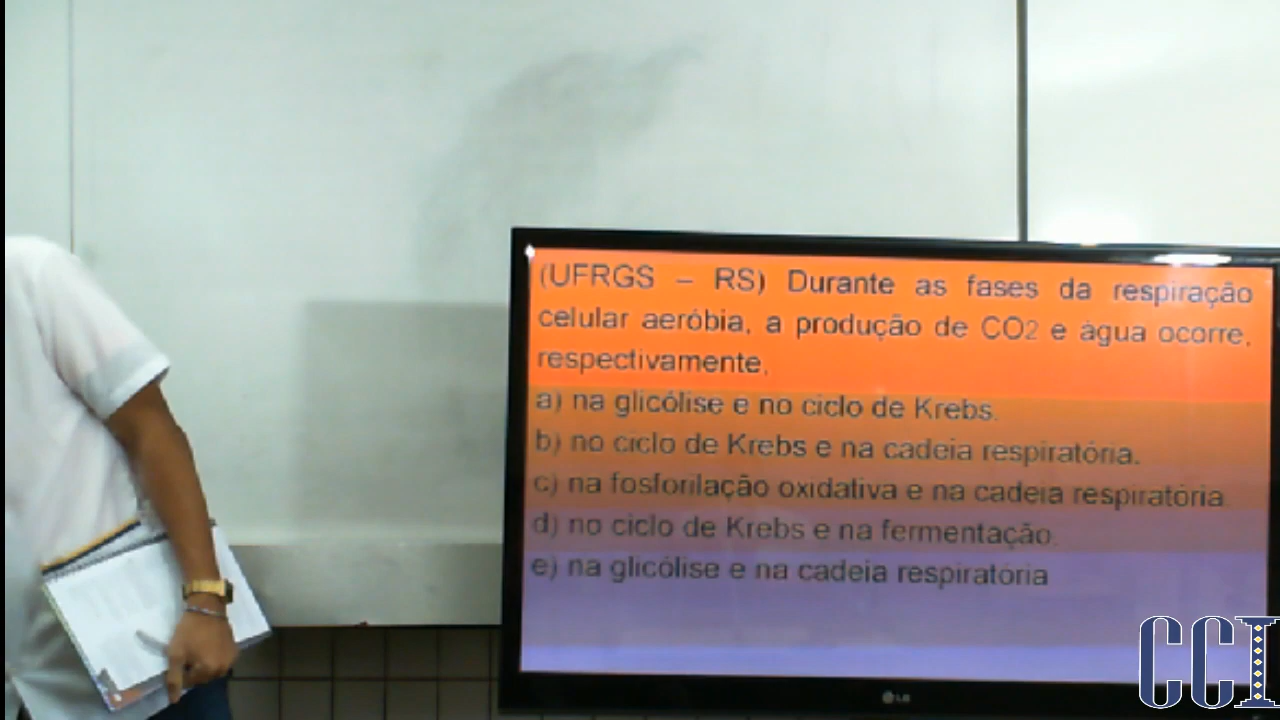 (UFRGS – RS) Durante as fases da respiração
celular aeróbia, a produção de CO2 e água ocorre,
respectivamente,
a) na glicólise e no ciclo de Krebs.
b) no ciclo de Krebs e na cadeia respiratória.
c) na fosforilação oxidativa e na cadeia respiratória.
d) no ciclo de Krebs e na fermentação.
e) na glicólise e na cadeia respiratória
LG
CCI